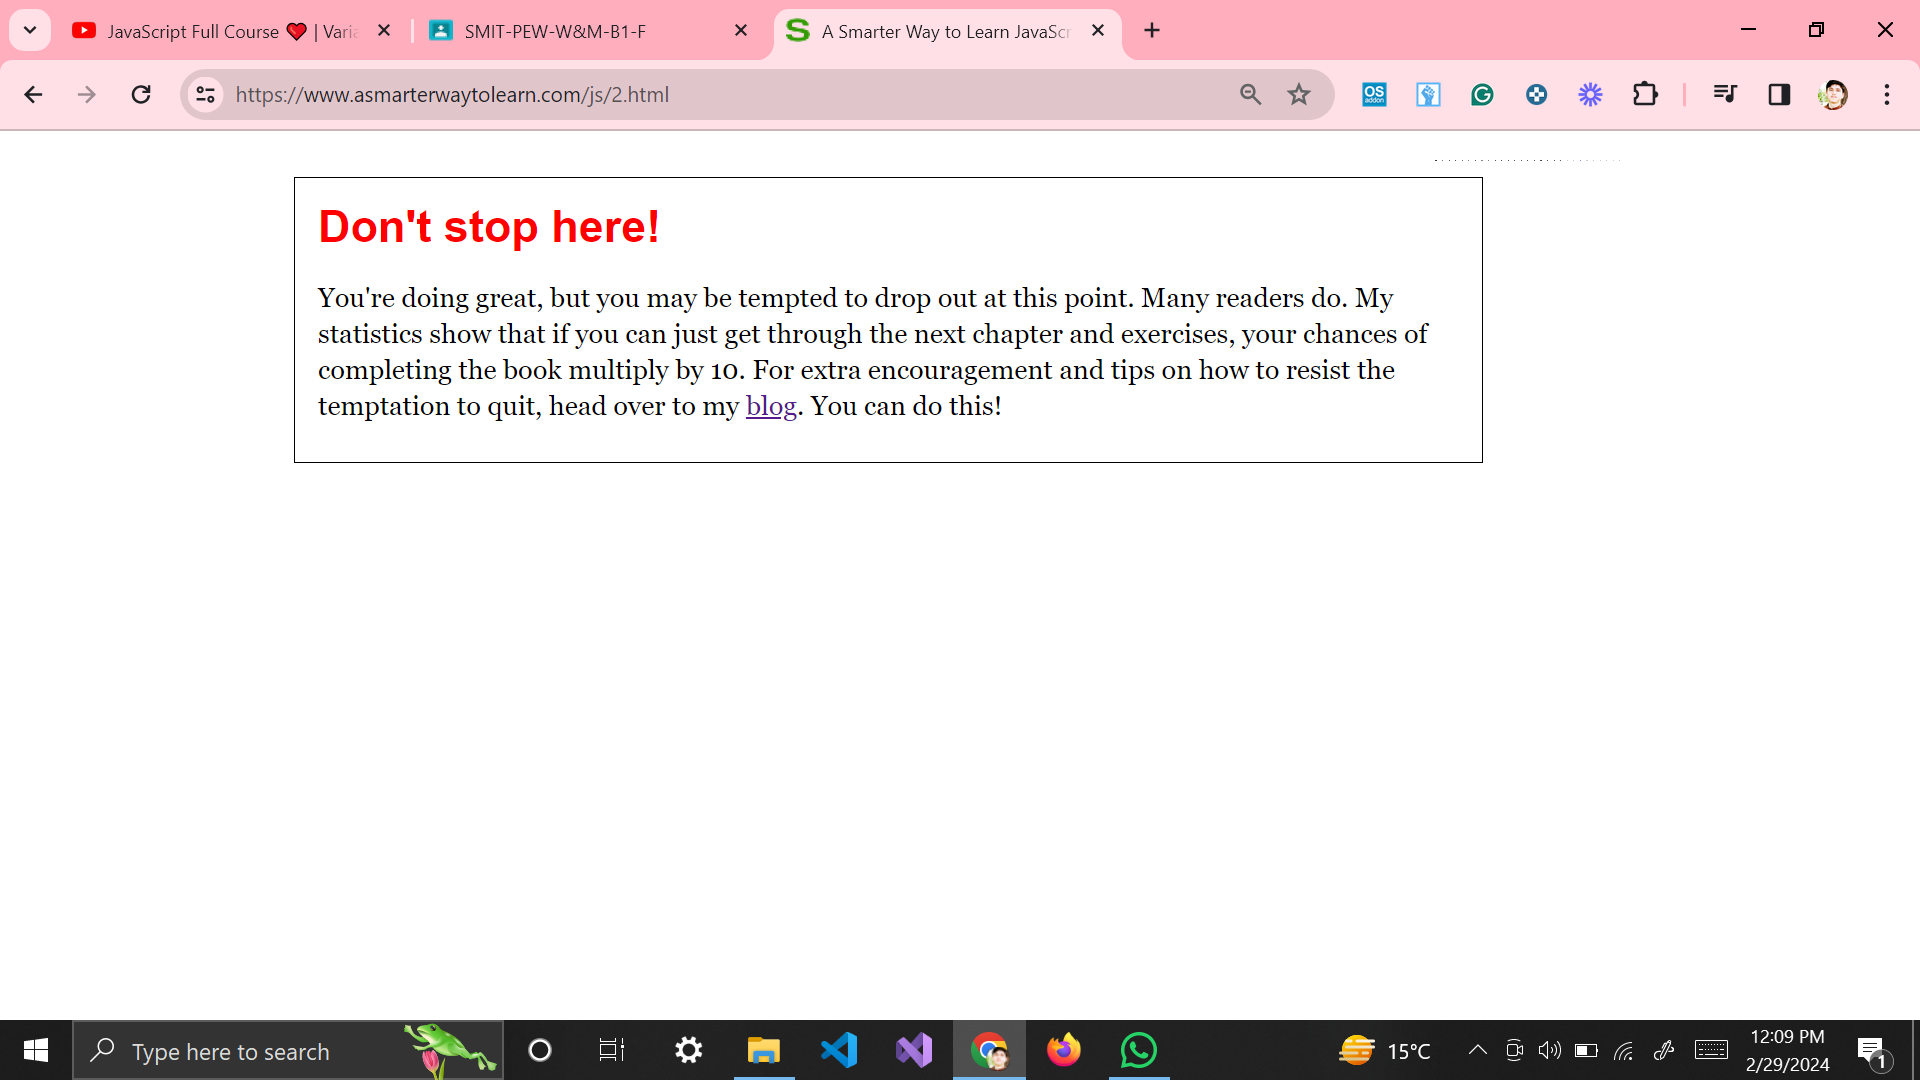 JavaScript Full Course ❤️ | Varia
SMIT-PEW-W&M-B1-F
A Smarter Way to Learn JavaScr
https://www.asmarterwaytolearn.com/js/2.html
OS
addon
Don't stop here!
You're doing great, but you may be tempted to drop out at this point. Many readers do. My
statistics show that if you can just get through the next chapter and exercises, your chances of
completing the book multiply by 10. For extra encouragement and tips on how to resist the
temptation to quit, head over to my blog. You can do this!
Type here to search
15°C
12:09 PM
2/29/2024
1